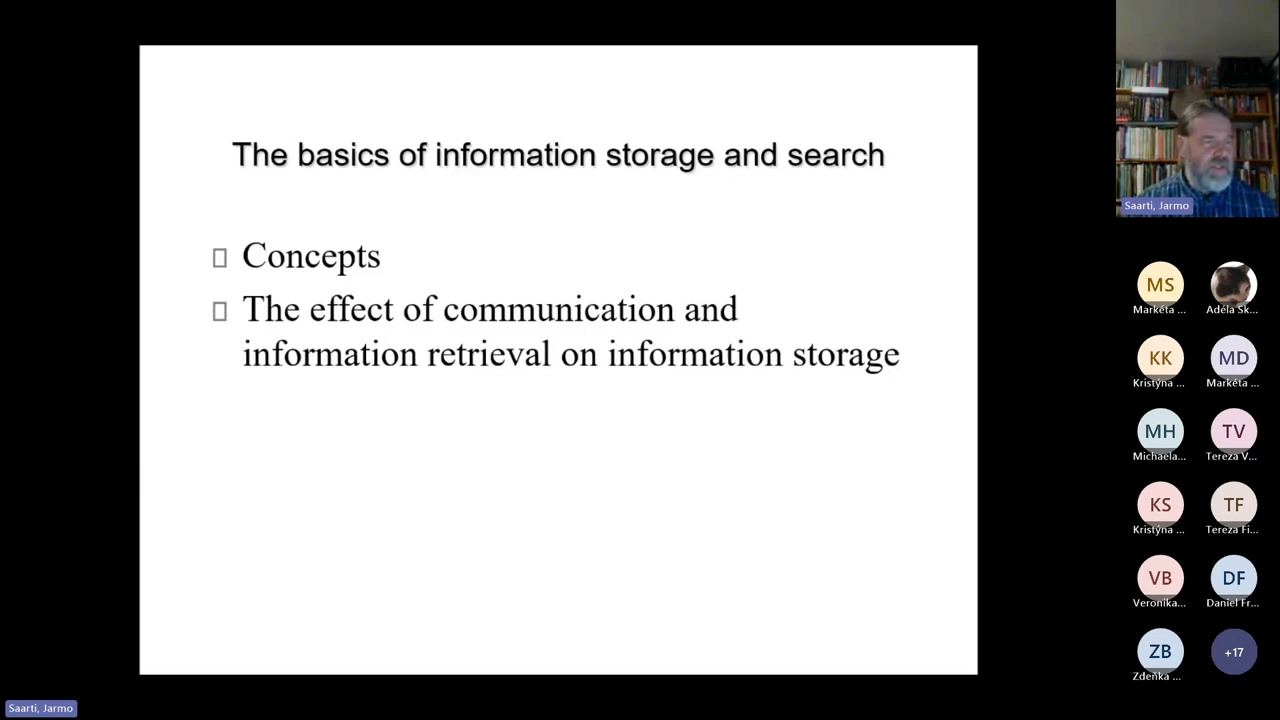 The basics of information storage and search
Concepts
The effect of communication and
information retrieval on information storage
Saarti, Jarmo
MS
Markéta ...
Adéla Sk...
KK
Kristýna ...
MD
Markéta ...
MH
Michaela...
TV
Tereza V...
KS
Kristýna ...
TF
Tereza Fi...
VB
Veronika...
DF
Daniel Fr...
ZB
Zdeňka ...
+17
Saarti, Jarmo